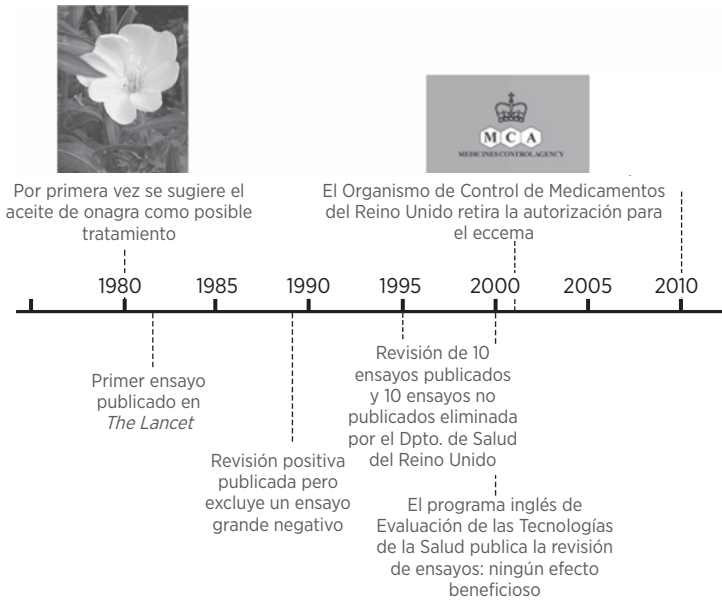 MCA
MEDICINES CONTROL AGENCY
Por primera vez se sugiere el
aceite de onagra como posible
tratamiento
El Organismo de Control de Medicamentos
del Reino Unido retira la autorización para
el eccema
1980 1985 1990 1995 2000 2005 2010
Primer ensayo
publicado en
The Lancet
Revisión positiva
publicada pero
excluye un ensayo
grande negativo
Revisión de 10
ensayos publicados
y 10 ensayos no
publicados eliminada
por el Dpto. de Salud
del Reino Unido
El programa inglés de
Evaluación de las Tecnologías
de la Salud publica la revisión
de ensayos: ningún efecto
beneficioso